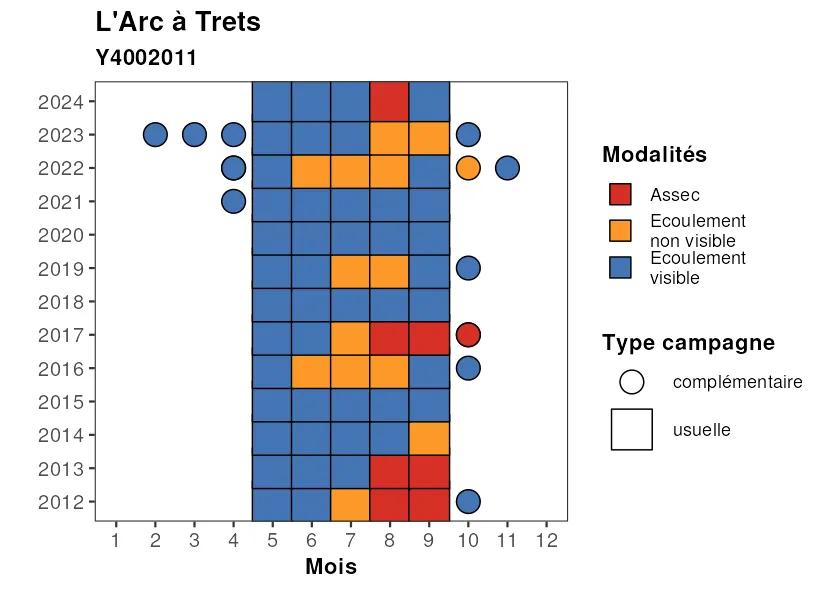 L'Arc à Trets
Y4002011
2024
2023
2022
2021
2020
2019
2018
2017
2016
2015
2014
2013
2012
1 2 3 4 5 6 7 8 9 10 11 12
Mois
Modalités
Assec
Ecoulement
non visible
Ecoulement
visible
Type campagne
complémentaire
usuelle